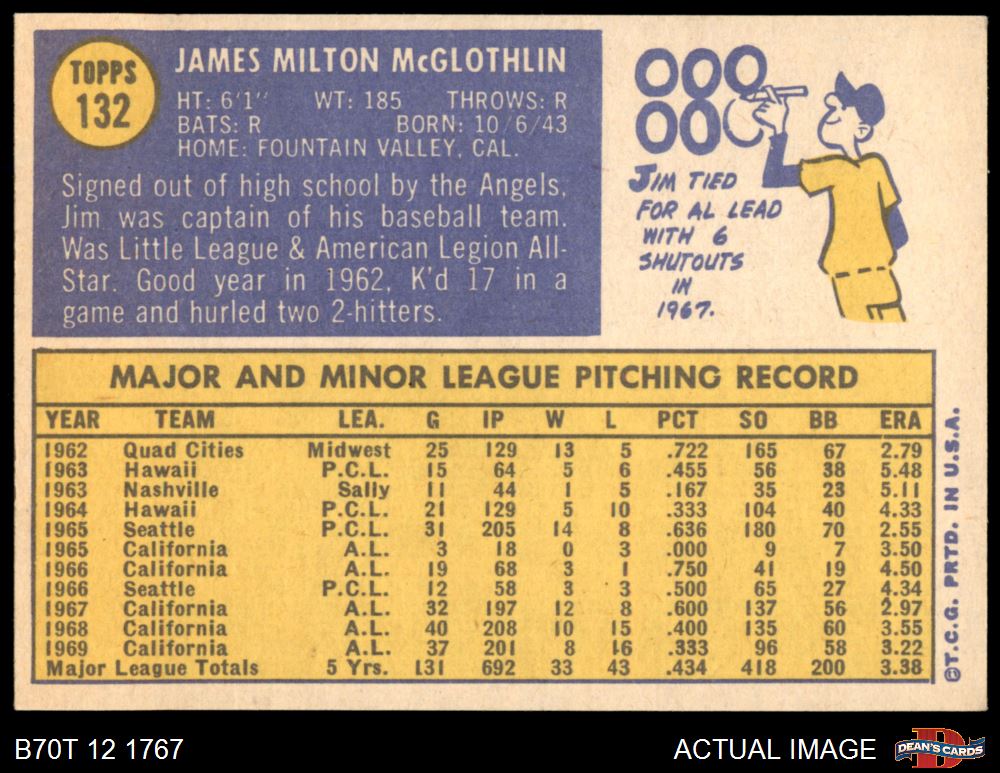 TOPPS
132
JAMES MILTON McGLOTHLIN
HT: 6'1" WT: 185 THROWS: R
BATS: R BORN: 10/6/43
HOME: FOUNTAIN VALLEY, CAL.
Signed out of high school by the Angels,
Jim was captain of his baseball team.
Was Little League & American Legion All-
Star. Good year in 1962, K'd 17 in a
game and hurled two 2-hitters.
000
000
JIM TIED
FOR AL LEAD
WITH 6
SHUTOUTS
IN
1967.
MAJOR AND MINOR LEAGUE PITCHING RECORD
YEAR TEAM LEA. G IP W L PCT SO BB ERA
1962 Quad Cities Midwest 25 129 13 5 .722 165 67 2.79
1963 Hawaii P.C.L. 15 64 5 6 .455 56 38 5.48
1963 Nashville Sally 11 44 1 5 .167 35 23 5.11
1964 Hawaii P.C.L. 21 129 5 10 .333 104 40 4.33
1965 Seattle P.C.L. 31 205 14 8 .636 180 70 2.55
1965 California A.L. 3 18 0 3 .000 9 7 3.50
1966 California A.L. 19 68 3 1 .750 41 19 4.50
1966 Seattle P.C.L. 12 58 3 3 .500 65 27 4.34
1967 California A.L. 32 197 12 8 .600 137 56 2.97
1968 California A.L. 40 208 10 15 .400 135 60 3.55
1969 California A.L. 37 201 8 16 .333 96 58 3.22
Major League Totals 5 Yrs. 131 692 33 43 .434 418 200 3.38
©T.C.G. PRTD. IN U.S.A.
B70T 12 1767
ACTUAL IMAGE
D
DEAN'S CARDS